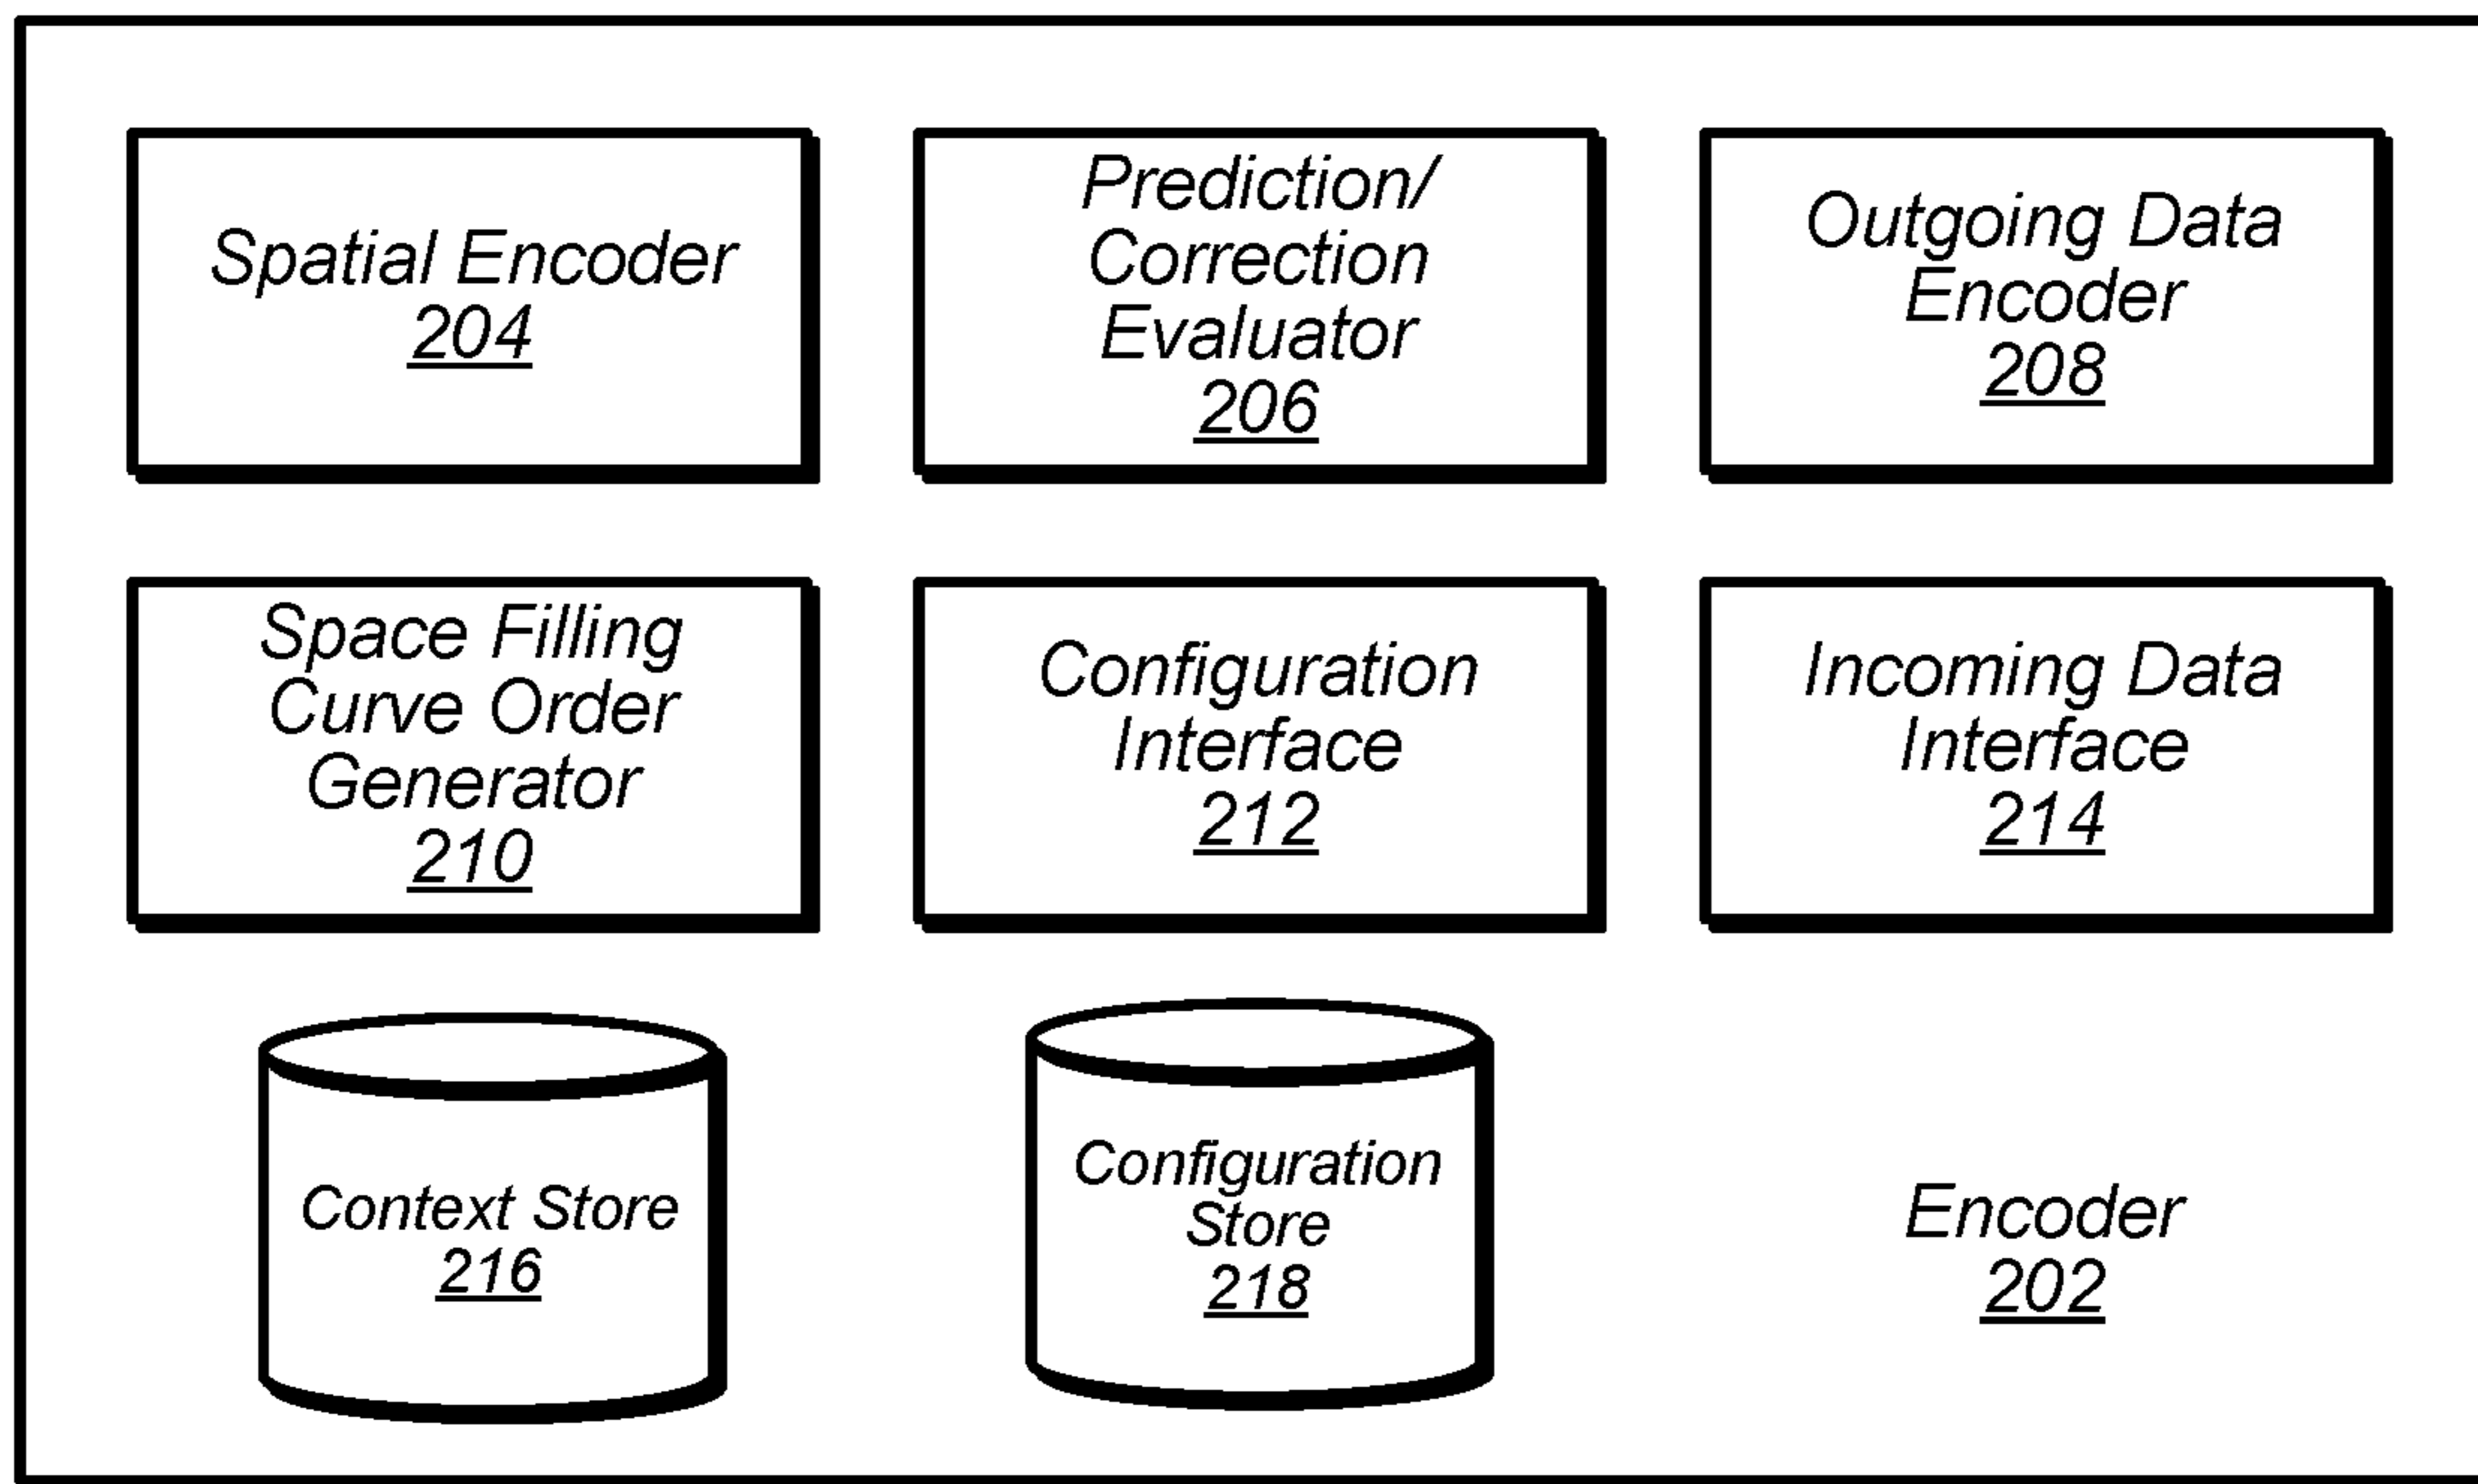 Spatial Encoder
204
Prediction/
Correction
Evaluator
206
Outgoing Data
Encoder
208
Space Filling
Curve Order
Generator
210
Configuration
Interface
212
Incoming Data
Interface
214
Context Store
216
Configuration
Store
218
Encoder
202